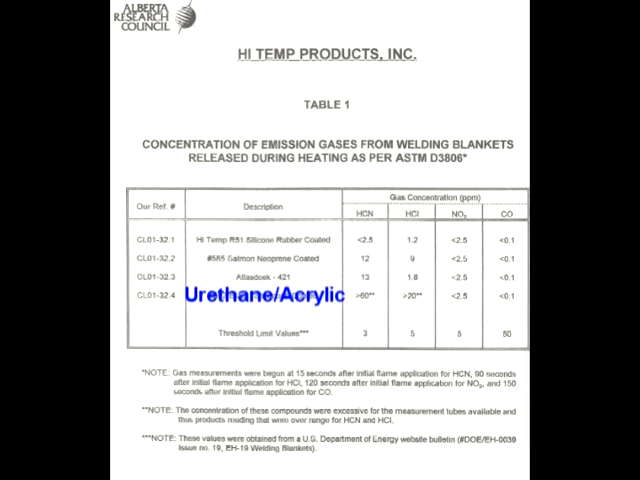 ALBERTA
RESEARCH
COUNCIL
HI TEMP PRODUCTS, INC.
TABLE 1
CONCENTRATION OF EMISSION GASES FROM WELDING BLANKETS
RELEASED DURING HEATING AS PER ASTM D3806*
Our Ref. # Description Gas Concentration (ppm)
HCN HCl NO₂ CO
CL01-32.1 Hi Temp R51 Silicone Rubber Coated <2.5 1.2 <2.5 <0.1
CL01-32.2 #585 Salmon Neoprene Coated 12 9 <2.5 <0.1
CL01-32.3 - 421 13 1.8 <2.5 <0.1
CL01-32.4 Urethane/Acrylic >60** >20** <2.5 <0.1
Threshold Limit Values*** 3 5 5 50
*NOTE: Gas measurements were begun at 15 seconds after initial flame application for HCN, 90 seconds
after initial flame application for HCl, 120 seconds after initial flame application for NO₂, and 150
seconds after initial flame application for CO.
**NOTE: The concentration of these compounds were excessive for the measurement tubes available and
thus products reading that were over range for HCN and HCl.
***NOTE: These values were obtained from a U.S. Department of Energy website bulletin (#DOE/EH-0039
Issue no. 19, EH-19 Welding Blankets).